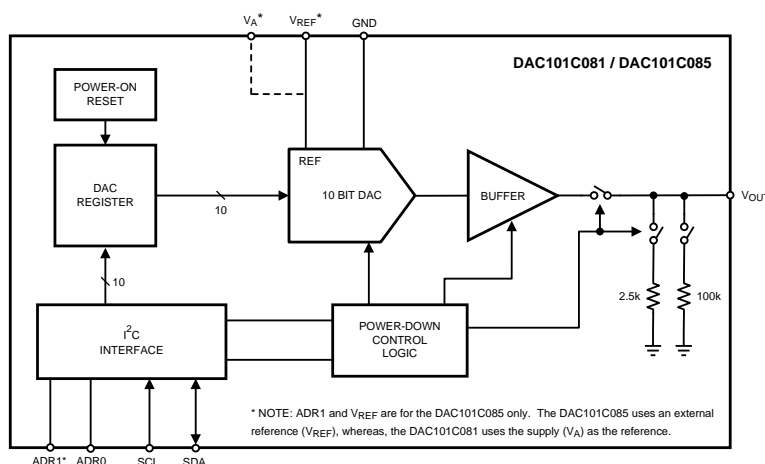 VA* VREF* GND
DAC101C081 / DAC101C085
POWER-ON
RESET
REF
DAC
REGISTER
10
10 BIT DAC
BUFFER
VOUT
10
2.5k
100k
I2C
INTERFACE
POWER-DOWN
CONTROL
LOGIC
* NOTE: ADR1 and VREF are for the DAC101C085 only. The DAC101C085 uses an external
reference (VREF), whereas, the DAC101C081 uses the supply (VA) as the reference.
ADR1* ADR0 SCL SDA